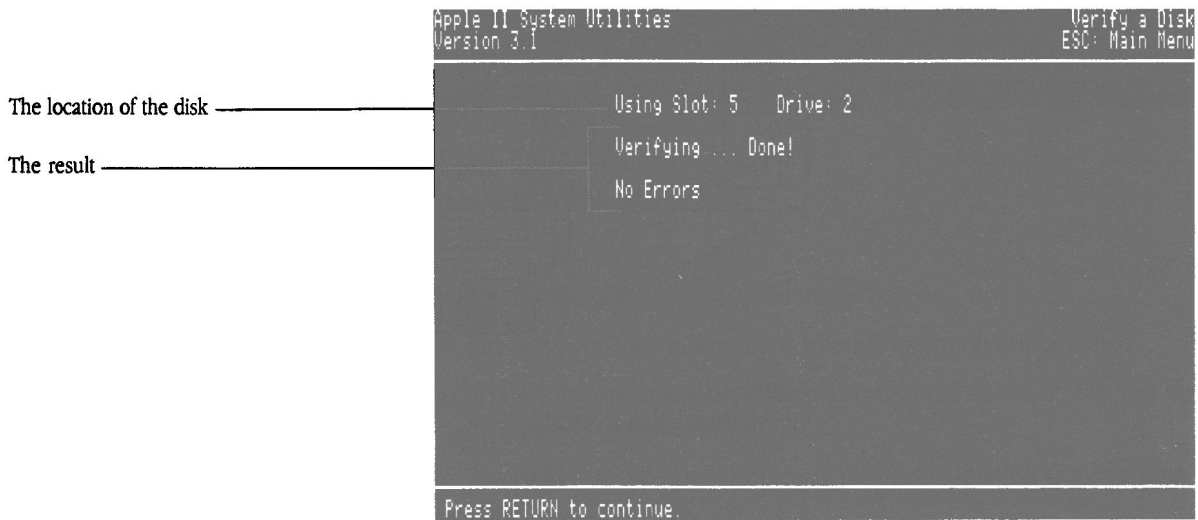 Apple II System Utilities
Verify a Disk
Version 3.1
ESC: Main Menu
The location of the disk
Using Slot: 5 Drive: 2
Verifying ... Done!
The result
No Errors
Press RETURN to continue.